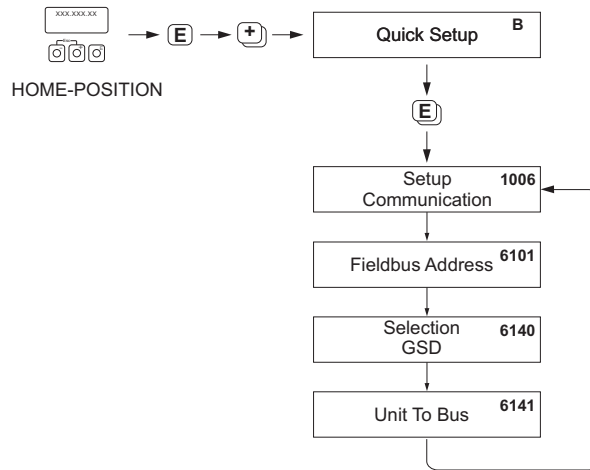 XXX.XXX.XX
Esc
E
+
Quick Setup
B
HOME-POSITION
E
Setup
Communication
1006
Fieldbus Address
6101
Selection
GSD
6140
Unit To Bus
6141